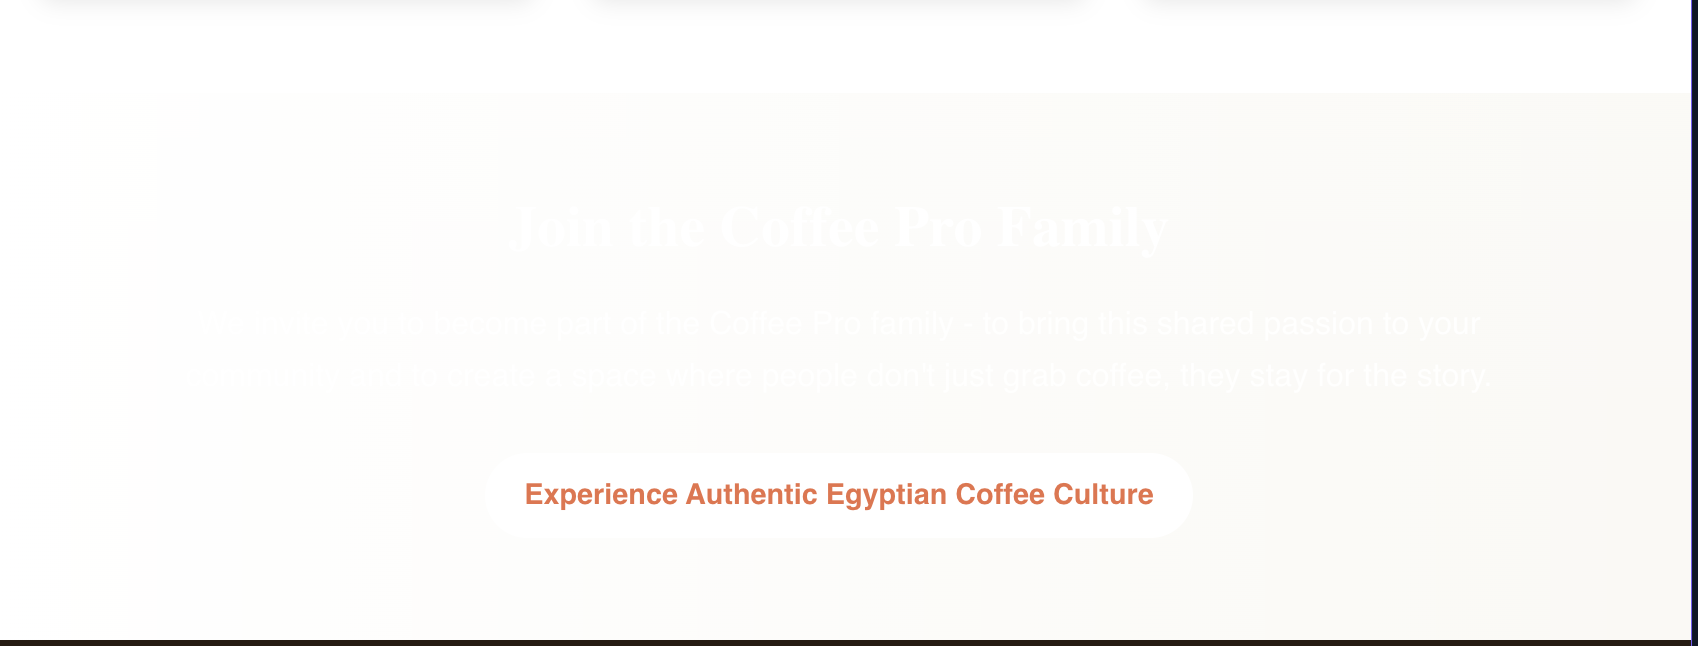 Join the Coffee Pro Family
to become part of the Coffee Pro family - to bring this shared passion to your
to create a space where people don't just grab coffee, they stay for the story.
Experience Authentic Egyptian Coffee Culture